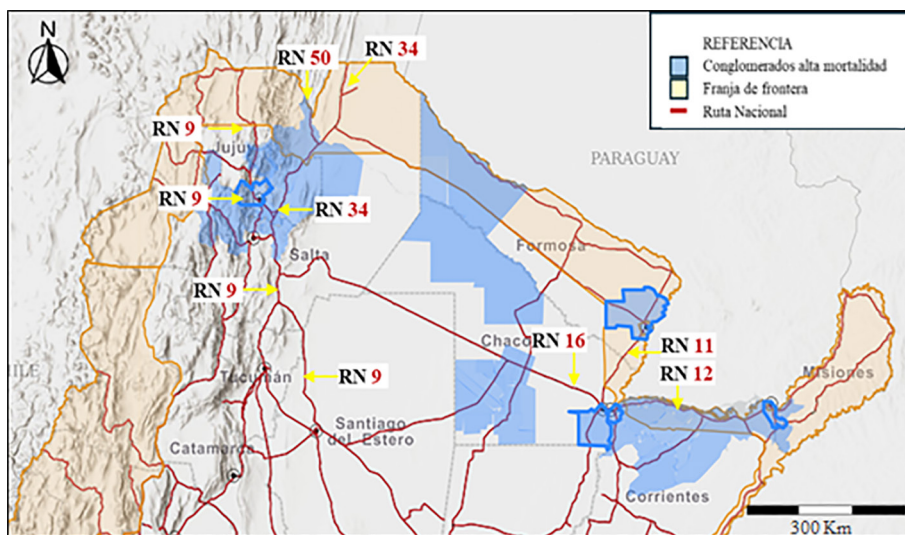 N
RN 50
RN 34
REFERENCIA
Conglomerados alta mortalidad
Franja de frontera
Ruta Nacional
RN 9
Jujuy
PARAGUAY
RN 9
RN 34
Formosa
Salta
RN 9
Chaco
RN 16
RN 11
RN 12
Misiones
Tucumán
RN 9
Santiago
del Estero
Catamarca
Corrientes
300 Km